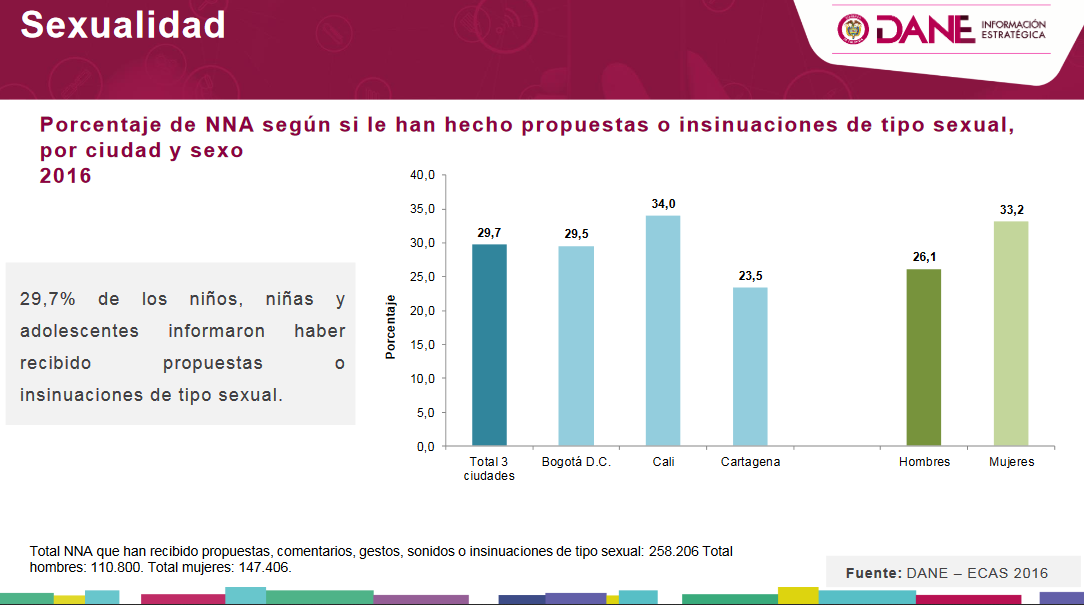 Sexualidad
DANE INFORMACIÓN
ESTRATÉGICA
Porcentaje de NNA según si le han hecho propuestas o insinuaciones de tipo sexual,
por ciudad y sexo
2016
29,7% de los niños, niñas y
adolescentes informaron haber
recibido propuestas o
insinuaciones de tipo sexual.
Porcentaje
40,0
35,0
30,0
25,0
20,0
15,0
10,0
5,0
0,0
29,7
29,5
34,0
23,5
26,1
33,2
Total 3
ciudades
Bogotá D.C.
Cali
Cartagena
Hombres
Mujeres
Total NNA que han recibido propuestas, comentarios, gestos, sonidos o insinuaciones de tipo sexual: 258.206 Total
hombres: 110.800. Total mujeres: 147.406.
Fuente: DANE – ECAS 2016